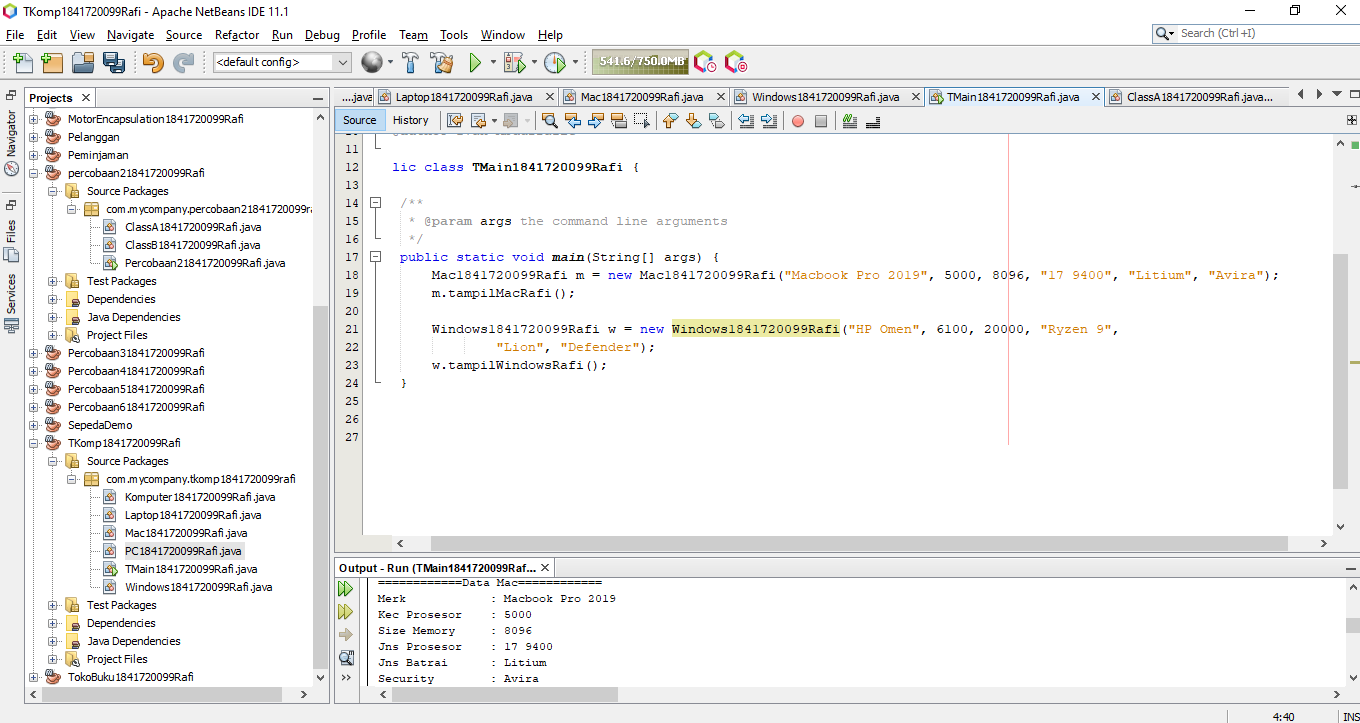 TKomp1841720099Rafi - Apache NetBeans IDE 11.1
File Edit View Navigate Source Refactor Run Debug Profile Team Tools Window Help
Search (Ctrl+I)
<default config>
541.6/750.0MB
Navigator
Files
Services
Projects
MotorEncapsulation1841720099Rafi
Pelanggan
Peminjaman
percobaan21841720099Rafi
Source Packages
com.mycompany.percobaan21841720099r
ClassA1841720099Rafi.java
ClassB1841720099Rafi.java
Percobaan21841720099Rafi.java
Test Packages
Dependencies
Java Dependencies
Project Files
Percobaan31841720099Rafi
Percobaan41841720099Rafi
Percobaan51841720099Rafi
Percobaan61841720099Rafi
SepedaDemo
TKomp1841720099Rafi
Source Packages
com.mycompany.tkomp1841720099rafi
Komputer1841720099Rafi.java
Laptop1841720099Rafi.java
Mac1841720099Rafi.java
PC1841720099Rafi.java
TMain1841720099Rafi.java
Windows1841720099Rafi.java
Test Packages
Dependencies
Java Dependencies
Project Files
TokoBuku1841720099Rafi
....java Laptop1841720099Rafi.java Mac1841720099Rafi.java Windows1841720099Rafi.java TMain1841720099Rafi.java ClassA1841720099Rafi.java...
Source History
11
12 lic class TMain1841720099Rafi {
13
14 /**
15 * @param args the command line arguments
16 */
17 public static void main(String[] args) {
18 Mac1841720099Rafi m = new Mac1841720099Rafi("Macbook Pro 2019", 5000, 8096, "17 9400", "Litium", "Avira");
19 m.tampilMacRafi();
20
21 Windows1841720099Rafi w = new Windows1841720099Rafi("HP Omen", 6100, 20000, "Ryzen 9",
22 "Lion", "Defender");
23 w.tampilWindowsRafi();
24 }
25
26
27
Output - Run (TMain1841720099Raf...
============Data Mac============
Merk : Macbook Pro 2019
Kec Prosesor : 5000
Size Memory : 8096
Jns Prosesor : 17 9400
Jns Batrai : Litium
Security : Avira
4:40 INS